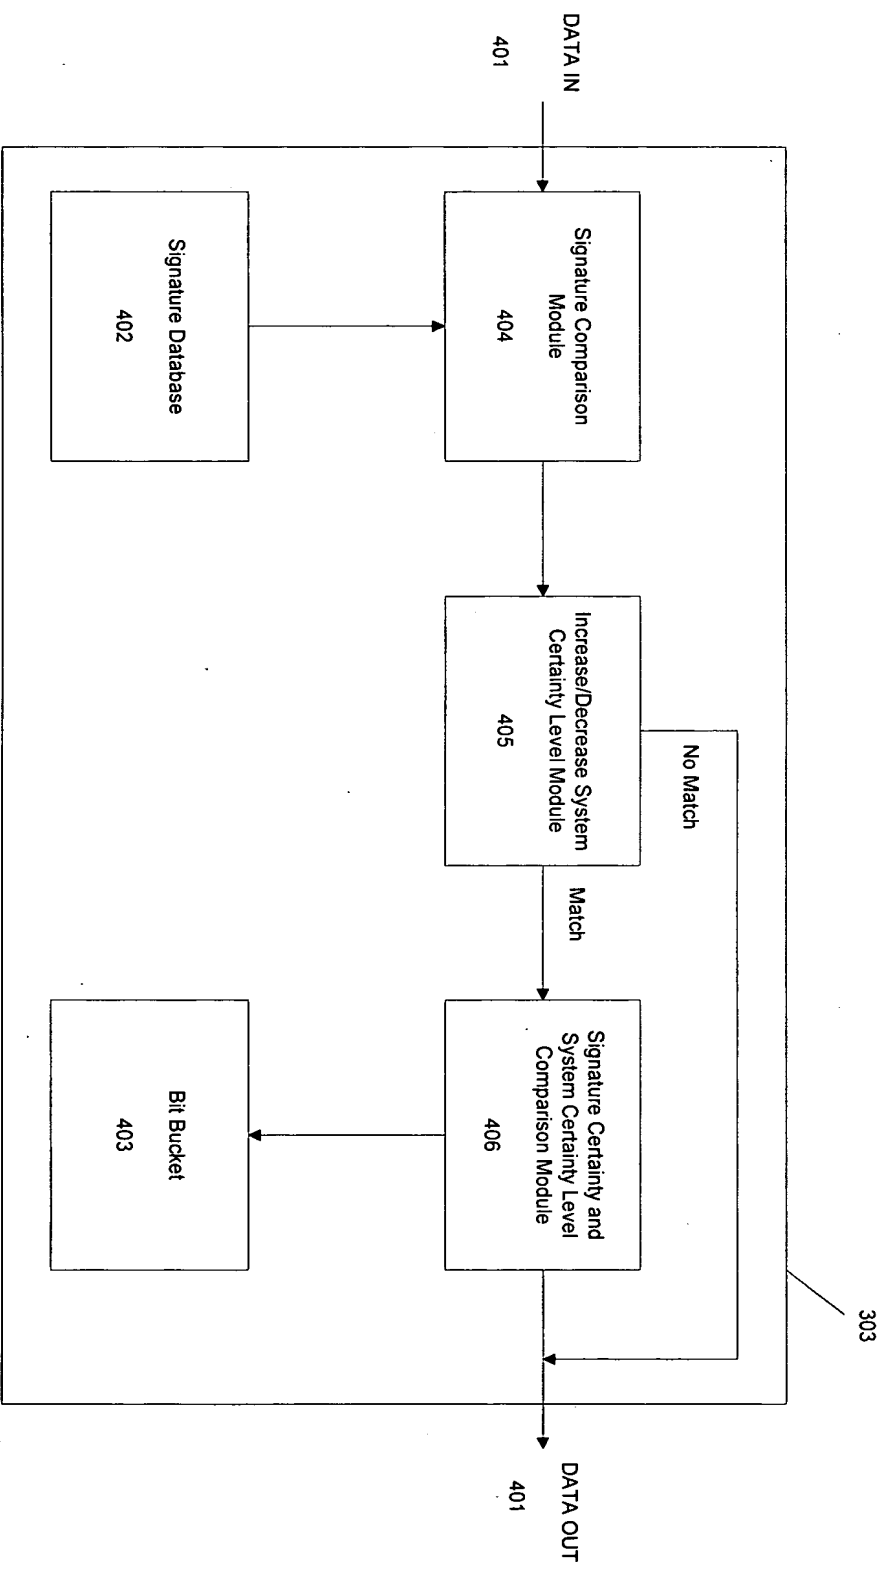 303
DATA IN
401
Signature Comparison
Module
404
Increase/Decrease System
Certainty Level Module
405
No Match
Match
Signature Certainty and
System Certainty Level
Comparison Module
406
DATA OUT
401
Signature Database
402
Bit Bucket
403